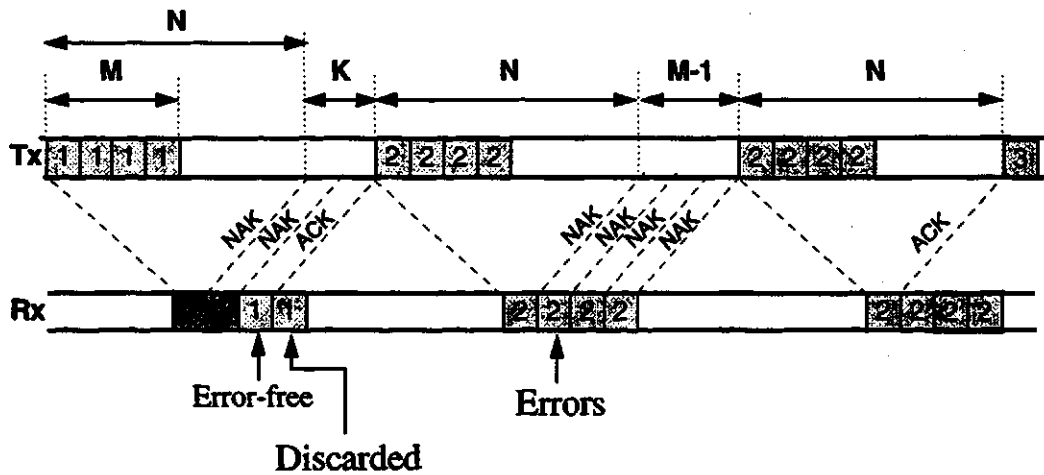 N
M K N M-1 N
Tx 1 1 1 1 2 2 2 2 2 2 2 2 3
NAK NAK ACK NAK NAK NAK NAK ACK
Rx 1 1 2 2 2 2 2 2 2 2
Error-free
Errors
Discarded